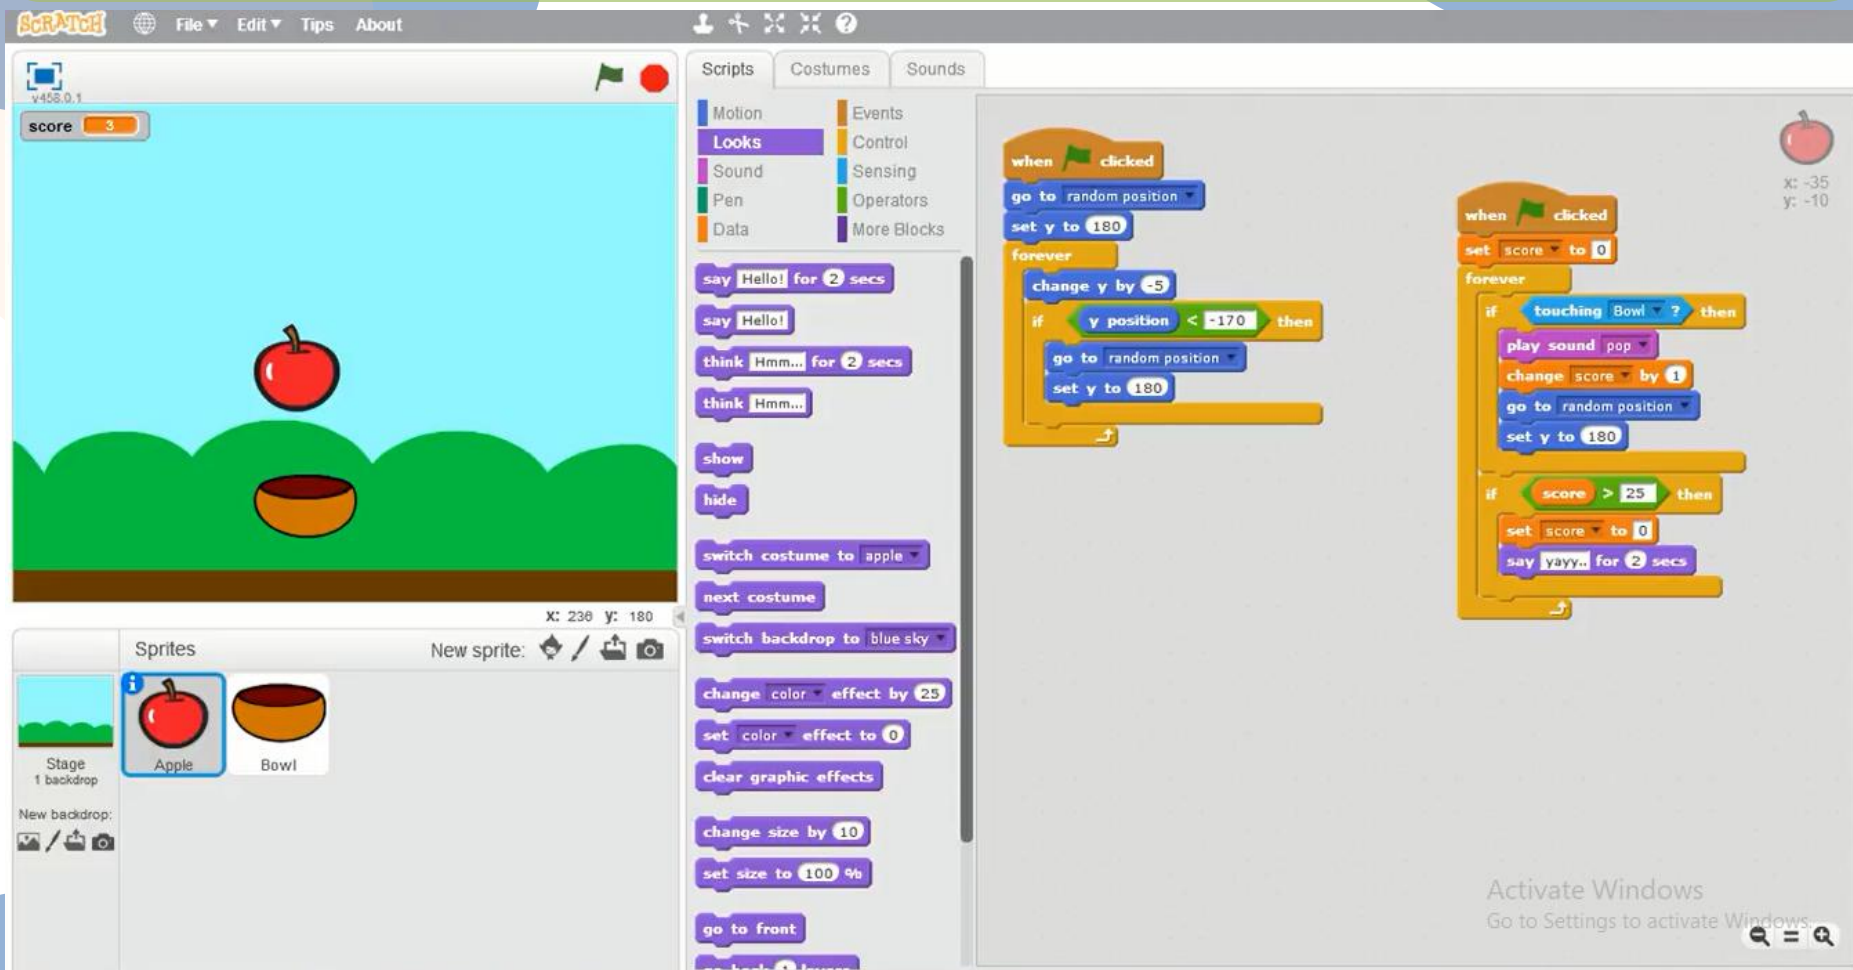 SCRATCH File Edit Tips About
v458.0.1
score 3
x: 236 y: 180
Sprites New sprite:
Apple Bowl
Stage
1 backdrop
New backdrop:
Scripts Costumes Sounds
Motion Events
Looks Control
Sound Sensing
Pen Operators
Data More Blocks
say Hello! for 2 secs
say Hello!
think Hmm... for 2 secs
think Hmm...
show
hide
switch costume to apple
next costume
switch backdrop to blue sky
change color effect by 25
set color effect to 0
clear graphic effects
change size by 10
set size to 100 %
go to front
when clicked
go to random position
set y to 180
forever
change y by -5
if y position < -170 then
go to random position
set y to 180
when clicked
set score to 0
forever
if touching Bowl ? then
play sound pop
change score by 1
go to random position
set y to 180
if score > 25 then
set score to 0
say yayy.. for 2 secs
x: -35
y: -10
Activate Windows
Go to Settings to activate Windows.